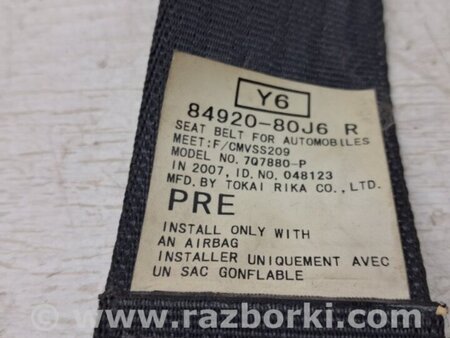 Y6
84920-80J6 R
SEAT BELT FOR AUTOMOBILES
MEET:F/CMVSS209
MODEL NO. 7Q7880-P
IN 2007, ID.NO. 048123
MFD.BY TOKAI RIKA CO., LTD.
PRE
INSTALL ONLY WITH
AN AIRBAG
INSTALLER UNIQUEMENT AVEC
UN SAC GONFLABLE
© www.razborki.com